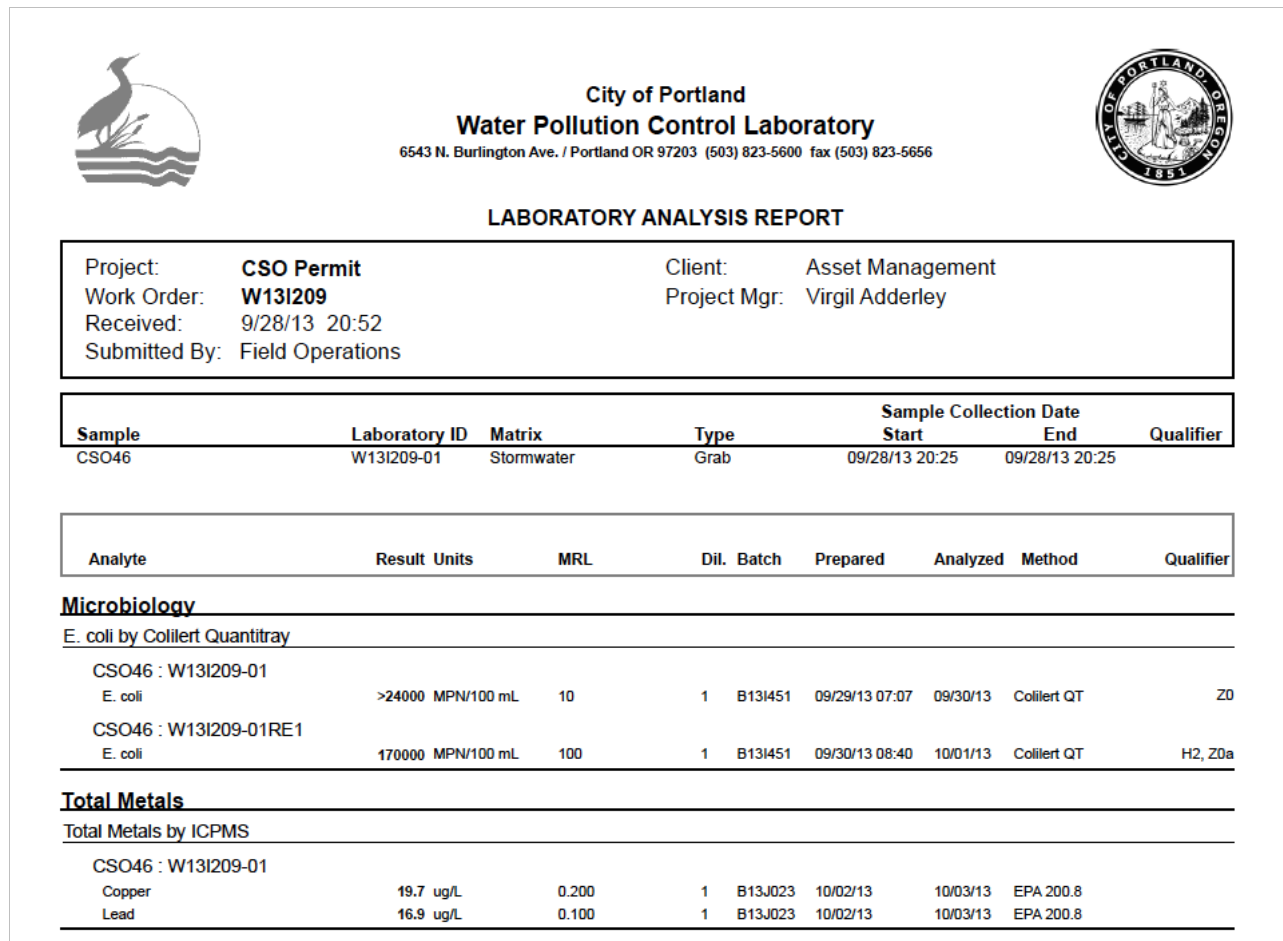 City of Portland
Water Pollution Control Laboratory
6543 N. Burlington Ave. / Portland OR 97203 (503) 823-5600 fax (503) 823-5656
CITY OF PORTLAND, OREGON
1851
LABORATORY ANALYSIS REPORT
Project: CSO Permit Client: Asset Management
Work Order: W13I209 Project Mgr: Virgil Adderley
Received: 9/28/13 20:52
Submitted By: Field Operations
Sample Collection Date
Sample Laboratory ID Matrix Type Start End Qualifier
CSO46 W13I209-01 Stormwater Grab 09/28/13 20:25 09/28/13 20:25
Analyte Result Units MRL Dil. Batch Prepared Analyzed Method Qualifier
Microbiology
E. coli by Colilert Quantitray
CSO46 : W13I209-01
E. coli >24000 MPN/100 mL 10 1 B13I451 09/29/13 07:07 09/30/13 Colilert QT Z0
CSO46 : W13I209-01RE1
E. coli 170000 MPN/100 mL 100 1 B13I451 09/30/13 08:40 10/01/13 Colilert QT H2, Z0a
Total Metals
Total Metals by ICPMS
CSO46 : W13I209-01
Copper 19.7 ug/L 0.200 1 B13J023 10/02/13 10/03/13 EPA 200.8
Lead 16.9 ug/L 0.100 1 B13J023 10/02/13 10/03/13 EPA 200.8